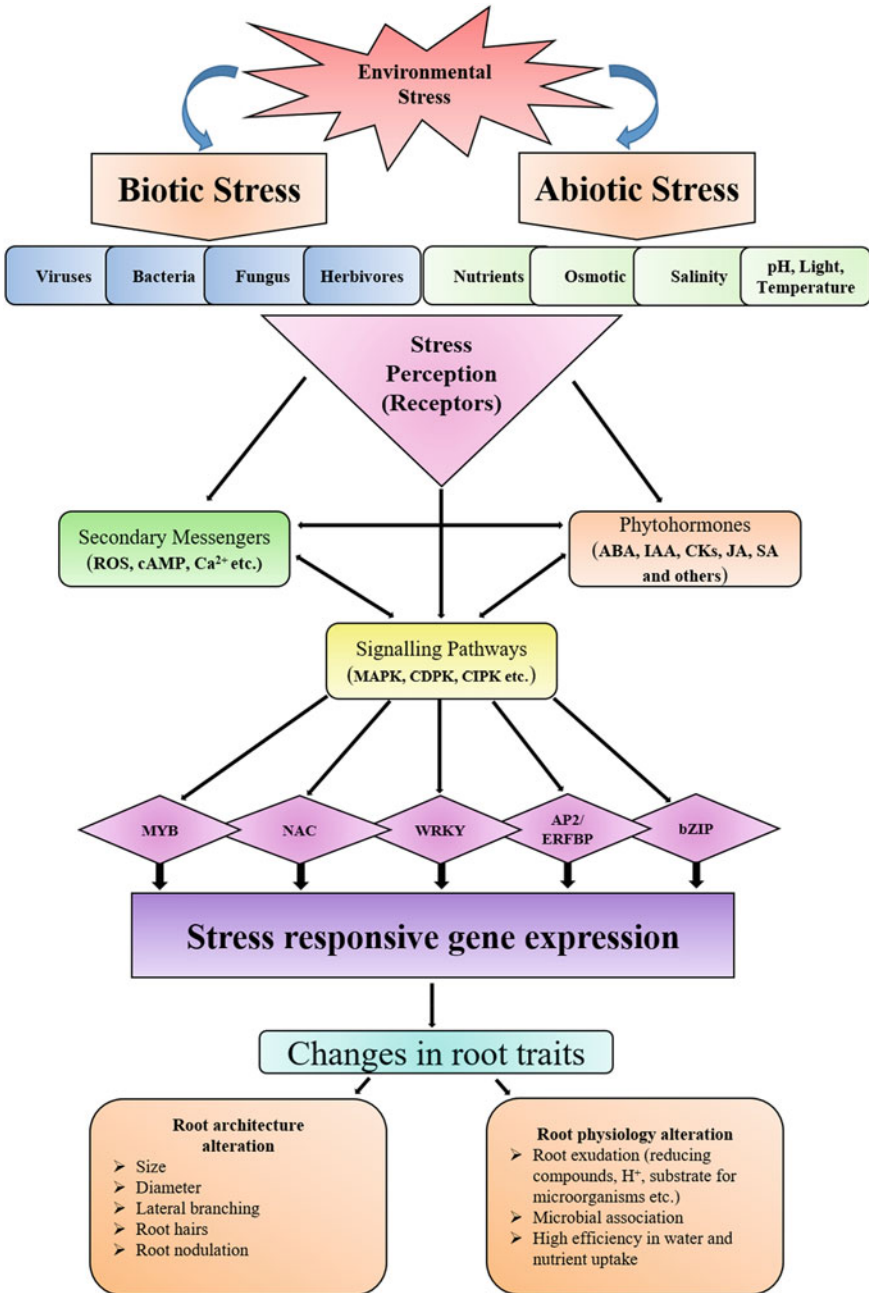 Environmental
Stress
Biotic Stress
Abiotic Stress
Viruses
Bacteria
Fungus
Herbivores
Nutrients
Osmotic
Salinity
pH, Light,
Temperature
Stress
Perception
(Receptors)
Secondary Messengers
(ROS, cAMP, Ca²⁺ etc.)
Phytohormones
(ABA, IAA, CKs, JA, SA
and others)
Signalling Pathways
(MAPK, CDPK, CIPK etc.)
MYB
NAC
WRKY
AP2/
ERFBP
bZIP
Stress responsive gene expression
Changes in root traits
Root architecture
alteration
➢ Size
➢ Diameter
➢ Lateral branching
➢ Root hairs
➢ Root nodulation
Root physiology alteration
➢ Root exudation (reducing
compounds, H⁺, substrate for
microorganisms etc.)
➢ Microbial association
➢ High efficiency in water and
nutrient uptake